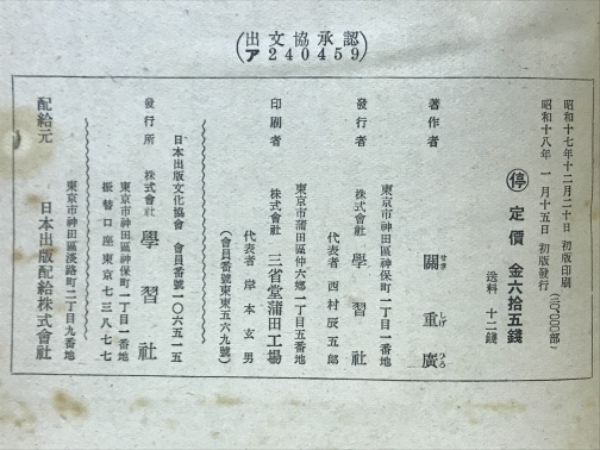 (出文協承認
ア240459)
昭和十七年十二月二十日 初版印刷
昭和十八年 一月十五日 初版發行
停 定價 金六拾五錢
送料 十二錢
著作者 關重廣
せきしげひろ
東京市神田區神保町一丁目一番地
發行者 株式會社 學習社
代表者 西村辰五郎
東京市蒲田區仲六鄕一丁目五番地
印刷者 株式會社 三省堂蒲田工場
代表者 岸本玄男
(會員番號東東五六九號)
日本出版文化協會 會員番號一〇六五一五
發行所 株式會社 學習社
東京市神田區神保町一丁目一番地
振替口座東京七三八七七
東京市神田區淡路町二丁目九番地
配給元 日本出版配給株式會社